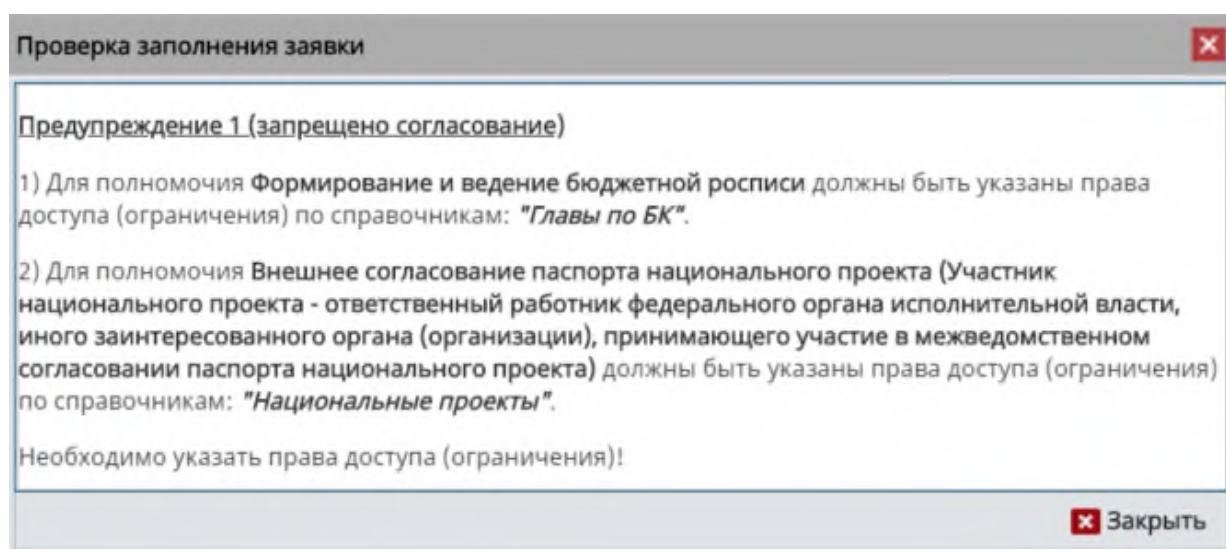 Проверка заполнения заявки
Предупреждение 1 (запрещено согласование)
1) Для полномочия Формирование и ведение бюджетной росписи должны быть указаны права
доступа (ограничения) по справочникам: "Главы по БК".
2) Для полномочия Внешнее согласование паспорта национального проекта (Участник
национального проекта - ответственный работник федерального органа исполнительной власти,
иного заинтересованного органа (организации), принимающего участие в межведомственном
согласовании паспорта национального проекта) должны быть указаны права доступа (ограничения)
по справочникам: "Национальные проекты".
Необходимо указать права доступа (ограничения)!
Закрыть